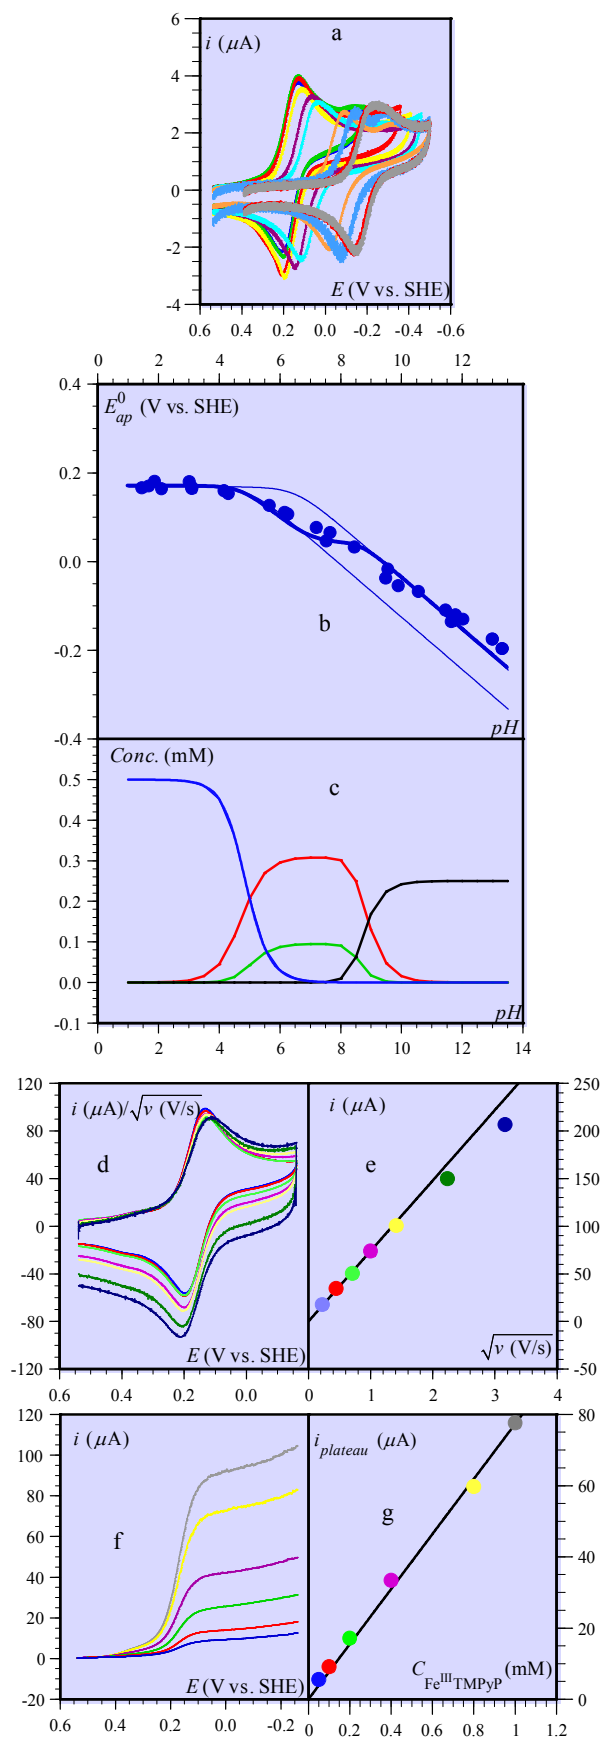 6
a
i (μA)
4
2
0
-2
E (V vs. SHE)
-4
0.6 0.4 0.2 0.0 -0.2 -0.4 -0.6
0 2 4 6 8 10 12
0.4
E⁰ap (V vs. SHE)
0.2
0.0
b
-0.2
pH
-0.4
Conc. (mM)
0.5
c
0.4
0.3
0.2
0.1
0.0
pH
-0.1
0 2 4 6 8 10 12 14
120 250
i (μA)/√v (V/s) i (μA)
80 200
d e
40 150
0 100
-40 50
-80 0
E (V vs. SHE) √v (V/s)
-120 -50
0.6 0.4 0.2 0.0 0 1 2 3 4
120 80
i (μA) i plateau (μA)
100
80 60
f g
60
40 40
20 20
0
E (V vs. SHE) C FeIIITMPyP (mM)
-20 0
0.6 0.4 0.2 0.0 -0.2 0 0.2 0.4 0.6 0.8 1 1.2